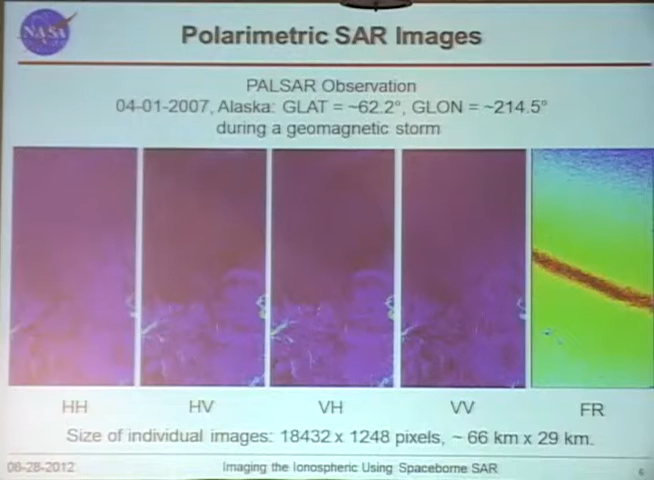 NASA
Polarimetric SAR Images
PALSAR Observation
04-01-2007, Alaska: GLAT = ~62.2°, GLON = ~214.5°
during a geomagnetic storm
HH HV VH VV FR
Size of individual images: 18432 x 1248 pixels, ~ 66 km x 29 km.
08-28-2012 Imaging the Ionospheric Using Spaceborne SAR 6